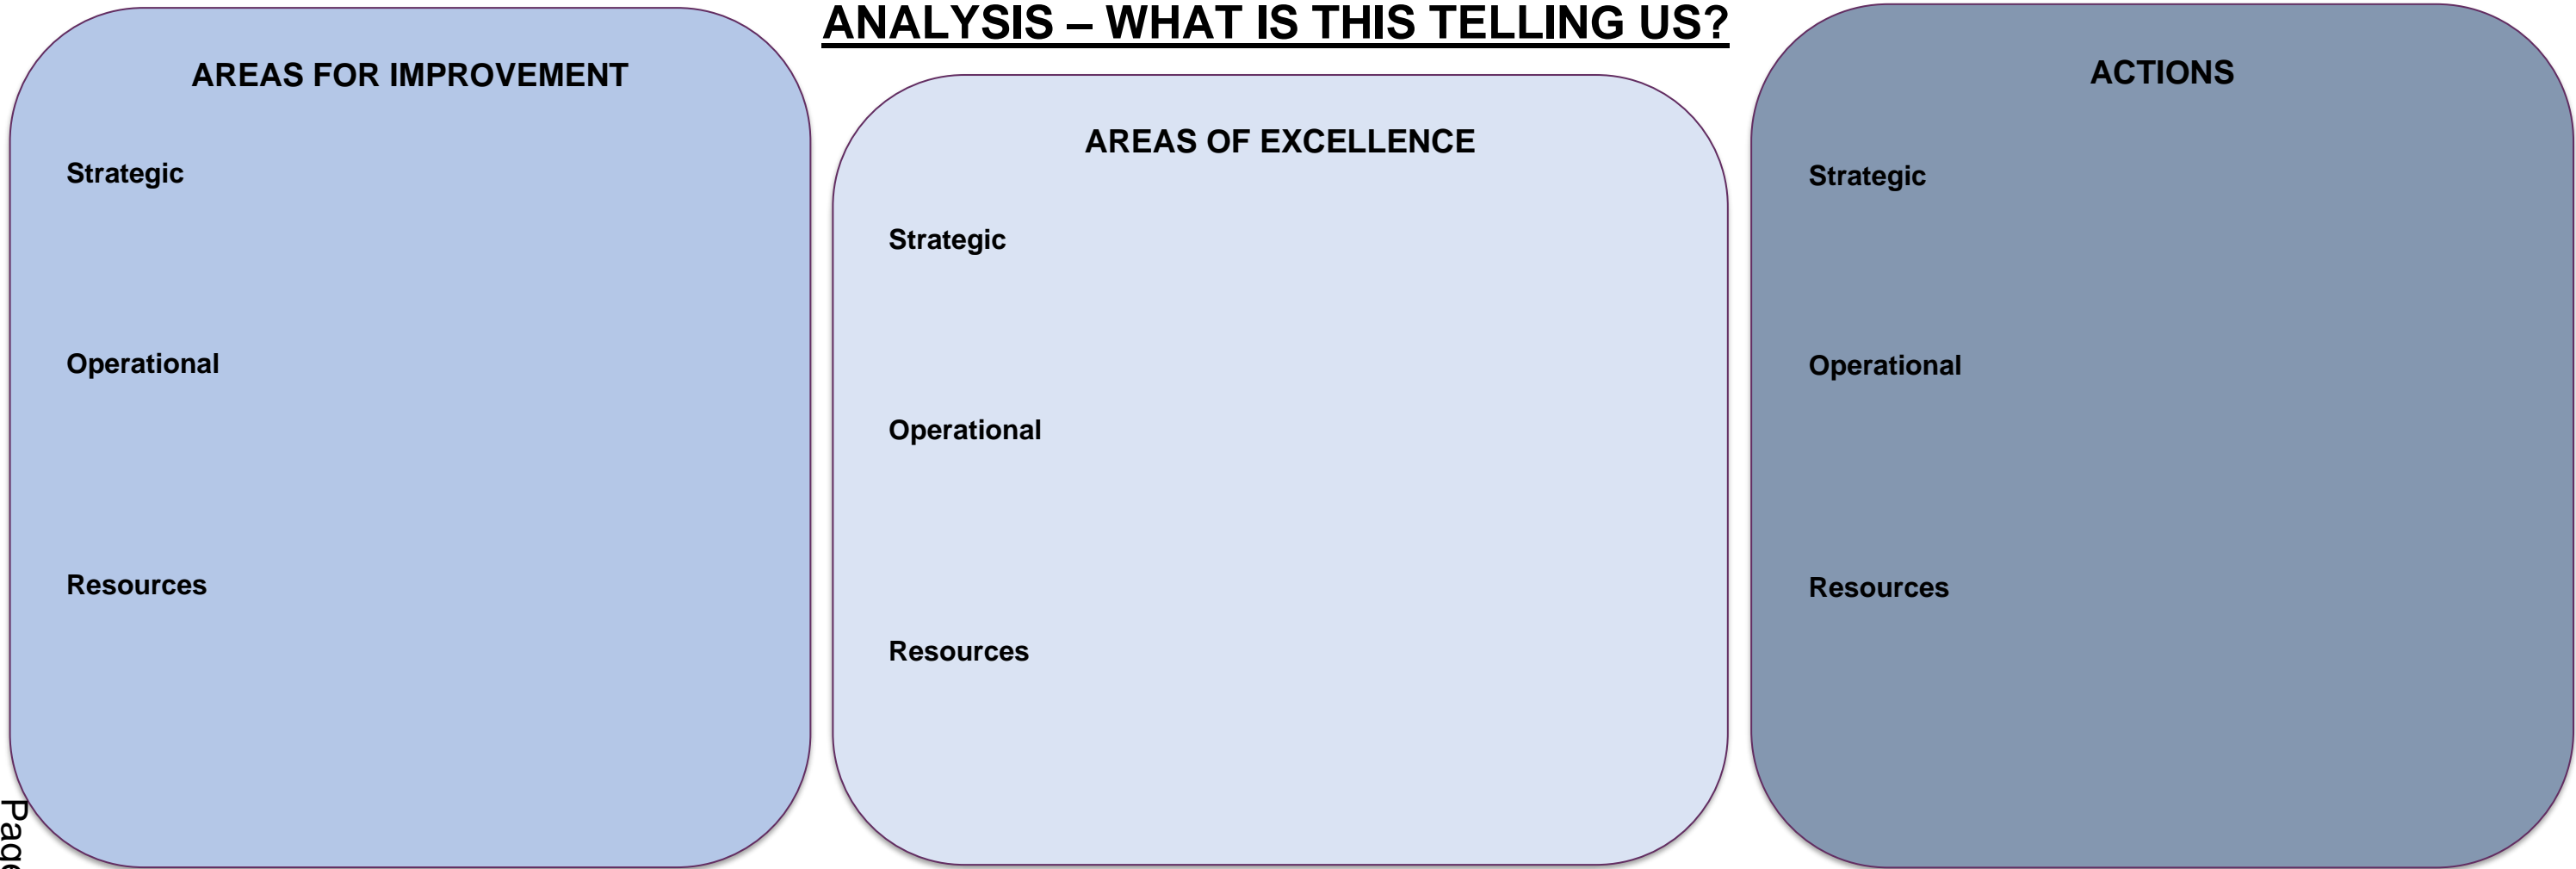 ANALYSIS – WHAT IS THIS TELLING US?
AREAS FOR IMPROVEMENT
Strategic
Operational
Resources
AREAS OF EXCELLENCE
Strategic
Operational
Resources
ACTIONS
Strategic
Operational
Resources
Page